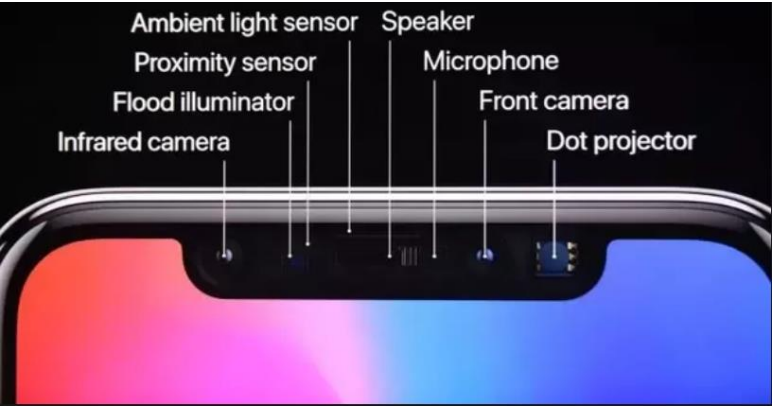 Ambient light sensor
Speaker
Proximity sensor
Microphone
Flood illuminator
Front camera
Infrared camera
Dot projector